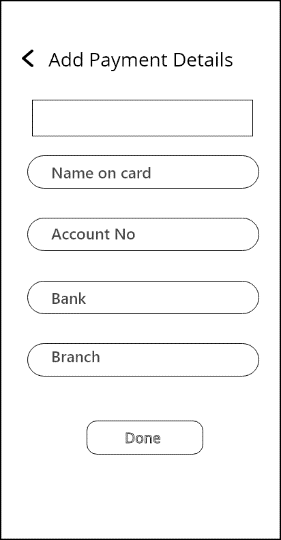 Add Payment Details
Name on card
Account No
Bank
Branch
Done